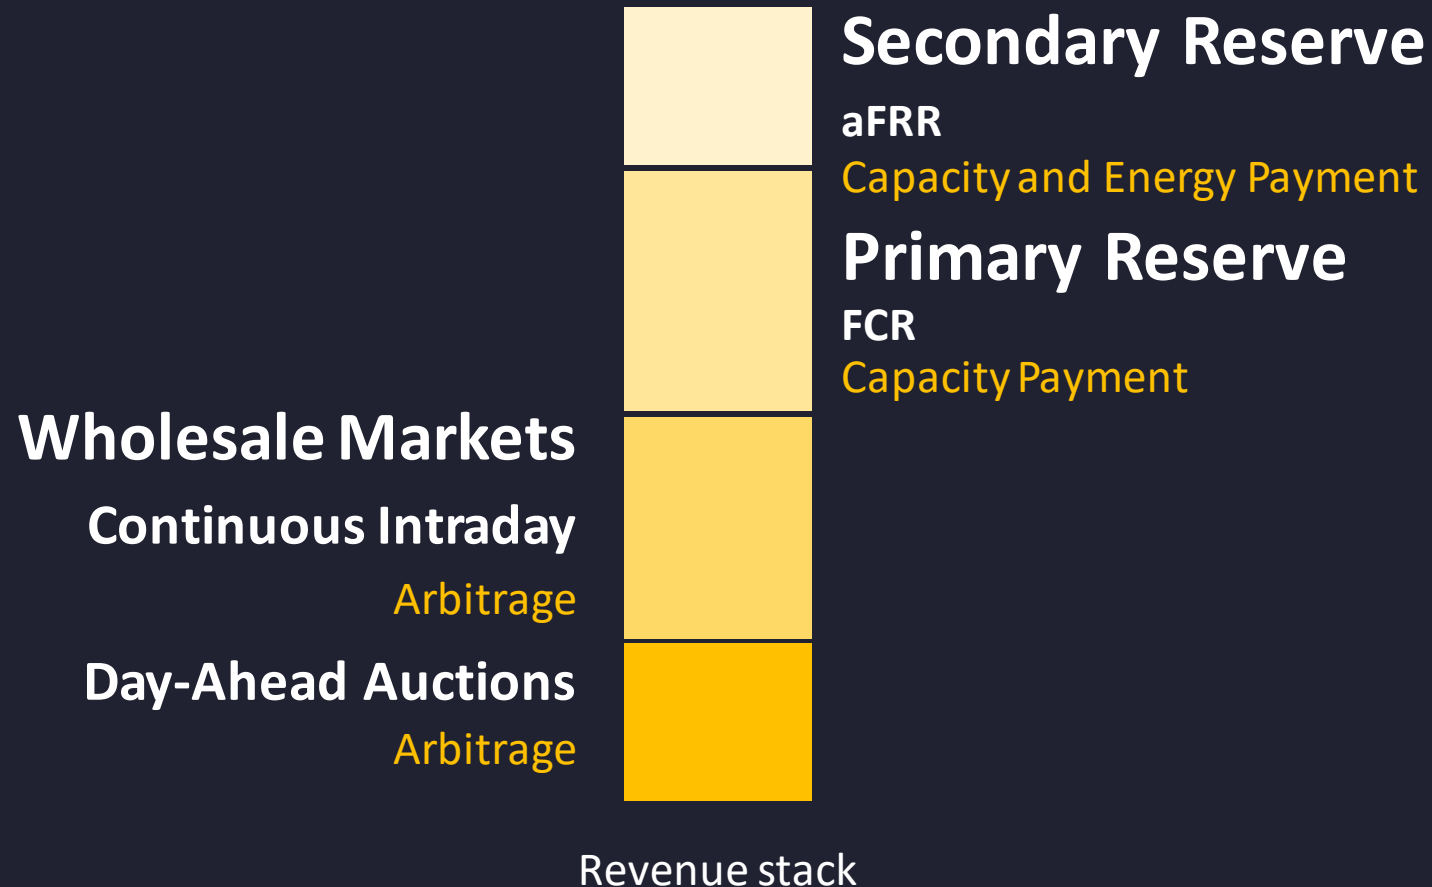 Secondary Reserve
aFRR
Capacity and Energy Payment
Primary Reserve
FCR
Capacity Payment
Wholesale Markets
Continuous Intraday
Arbitrage
Day-Ahead Auctions
Arbitrage
Revenue stack